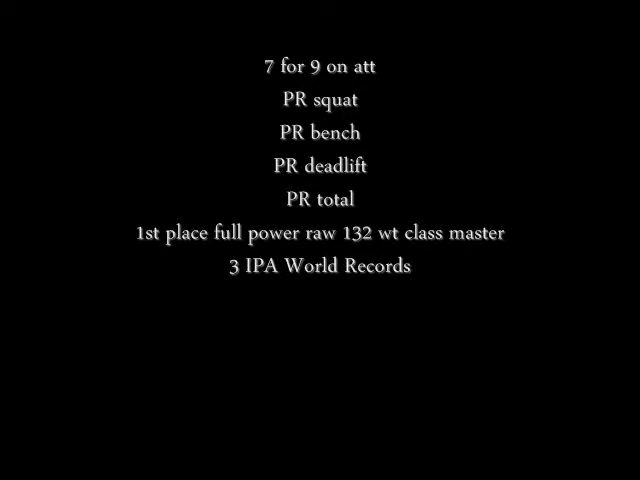 7 for 9 on att
PR squat
PR bench
PR deadlift
PR total
1st place full power raw 132 wt class master
3 IPA World Records